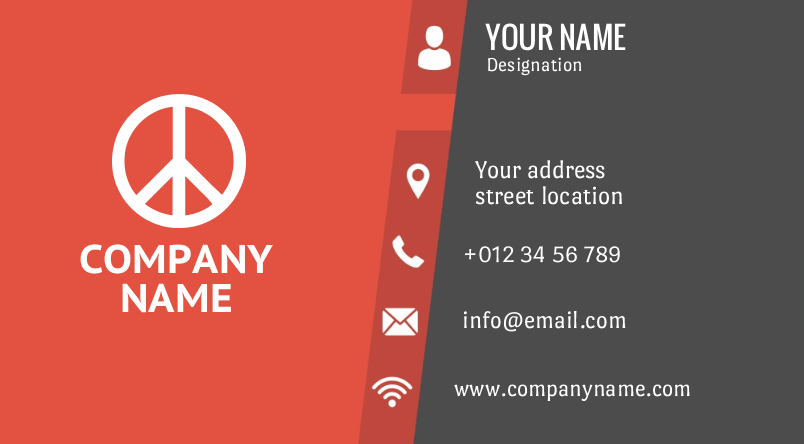 COMPANY
NAME
YOUR NAME
Designation
Your address
street location
+012 34 56 789
info@email.com
www.companyname.com